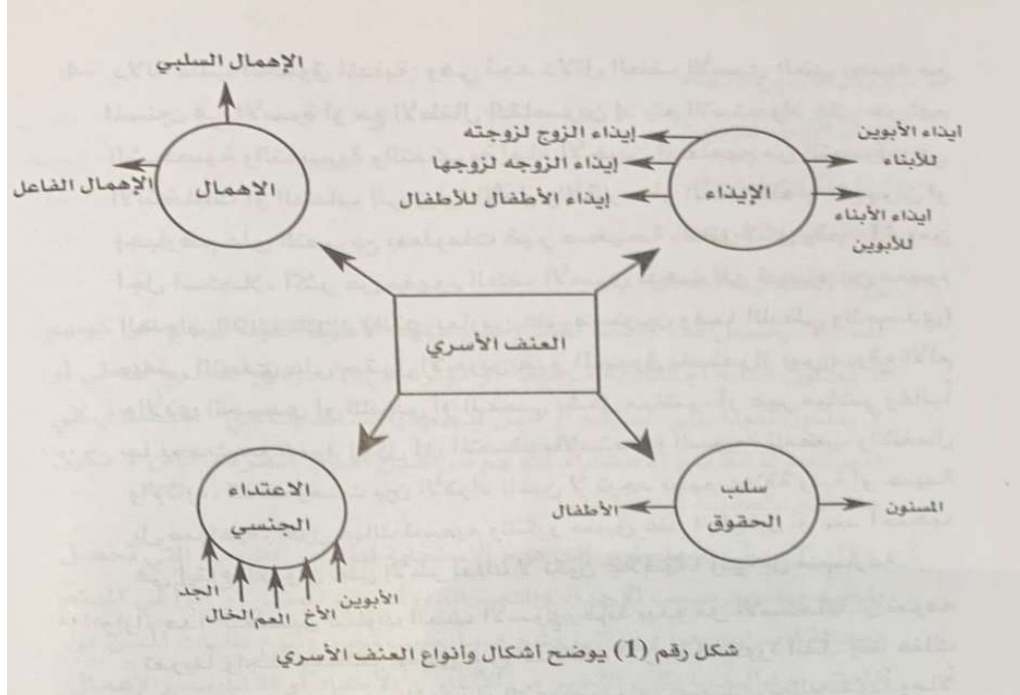 الإهمال السلبي
الإهمال
الإهمال الفاعل
إيذاء الزوج لزوجته
إيذاء الزوجه لزوجها
إيذاء الأطفال للأطفال
الإيذاء
ايذاء الأبوين
للأبناء
ايذاء الأبناء
للأبوين
العنف الأسري
الاعتداء
الجنسي
الجد
الخال
العم
الأخ
الأبوين
سلب
الحقوق
الأطفال
المسنون
شكل رقم (1) يوضح أشكال وأنواع العنف الأسري